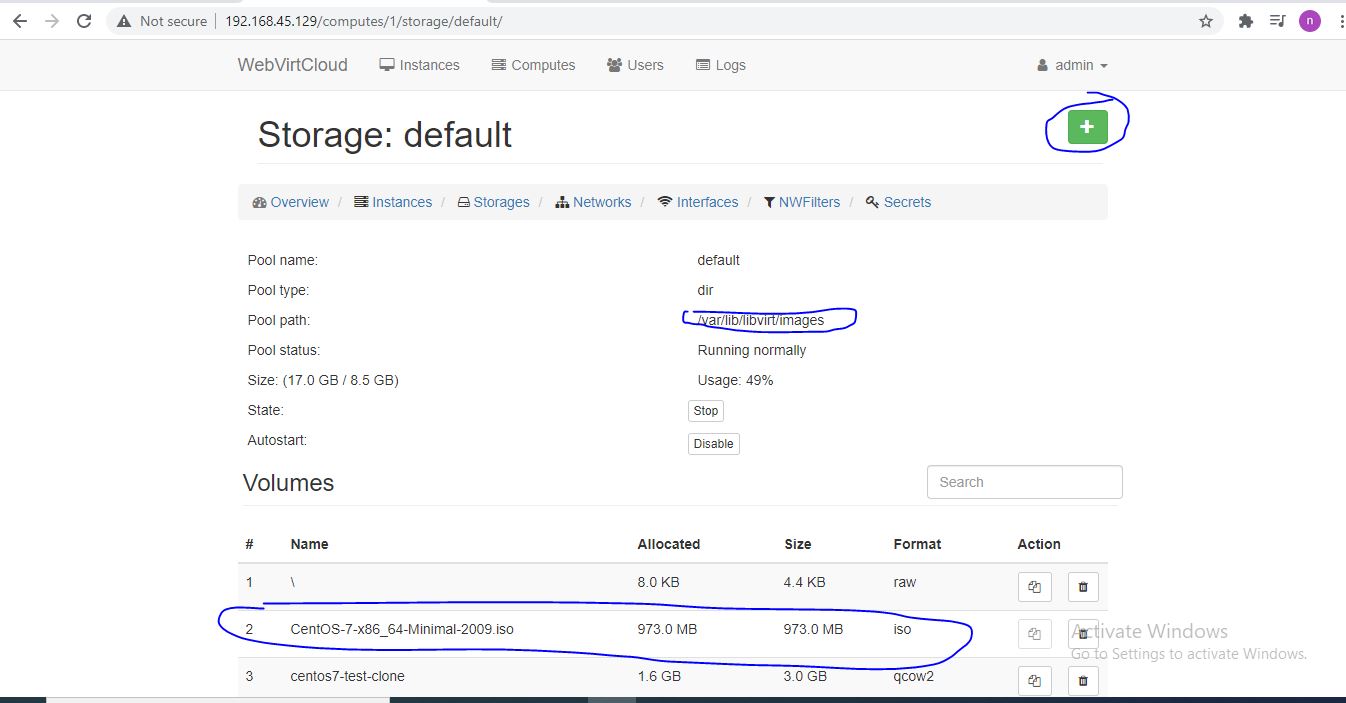 Not secure 192.168.45.129/computes/1/storage/default/ n
WebVirtCloud Instances Computes Users Logs admin
Storage: default +
Overview / Instances / Storages / Networks / Interfaces / NWFilters / Secrets
Pool name: default
Pool type: dir
Pool path: /var/lib/libvirt/images
Pool status: Running normally
Size: (17.0 GB / 8.5 GB) Usage: 49%
State: Stop
Autostart: Disable
Volumes Search
# Name Allocated Size Format Action
1 \ 8.0 KB 4.4 KB raw
2 CentOS-7-x86_64-Minimal-2009.iso 973.0 MB 973.0 MB iso
Activate Windows
Go to Settings to activate Windows.
3 centos7-test-clone 1.6 GB 3.0 GB qcow2